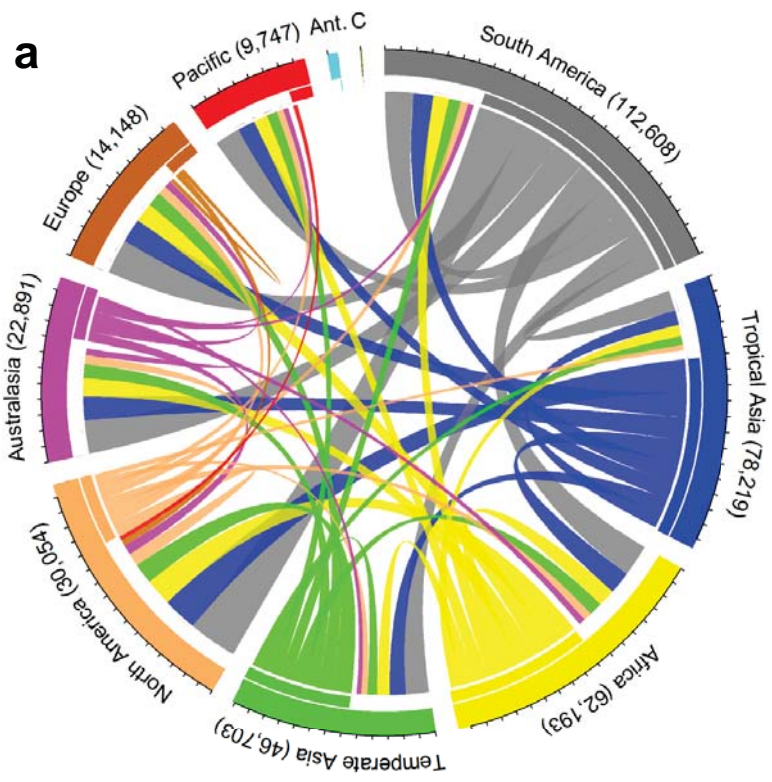 a
Pacific (9,747)
Ant.
C
South America (112,608)
Europe (14,148)
Australasia (22,891)
Tropical Asia (78,219)
North America (30,054)
Africa (62,193)
Temperate Asia (46,703)